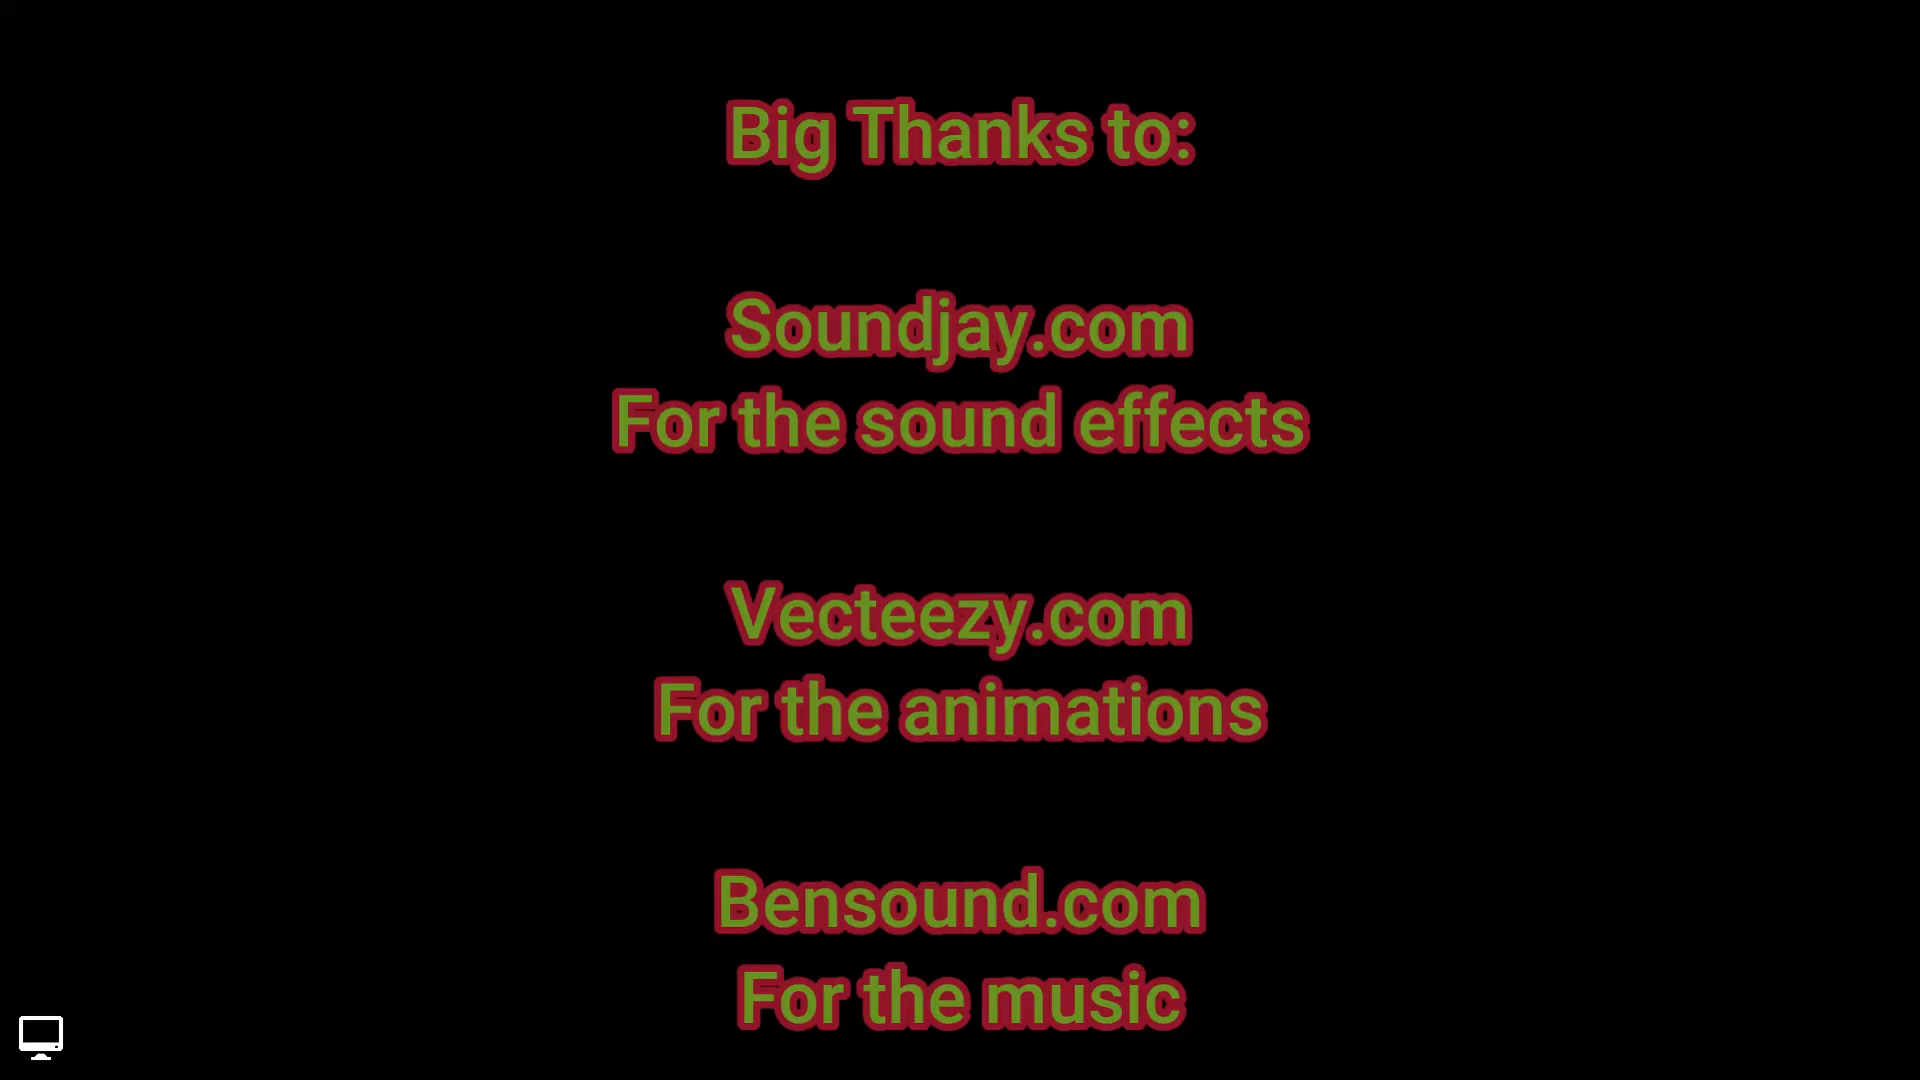 Big Thanks to:
Soundjay.com
For the sound effects
Vecteezy.com
For the animations
Bensound.com
For the music